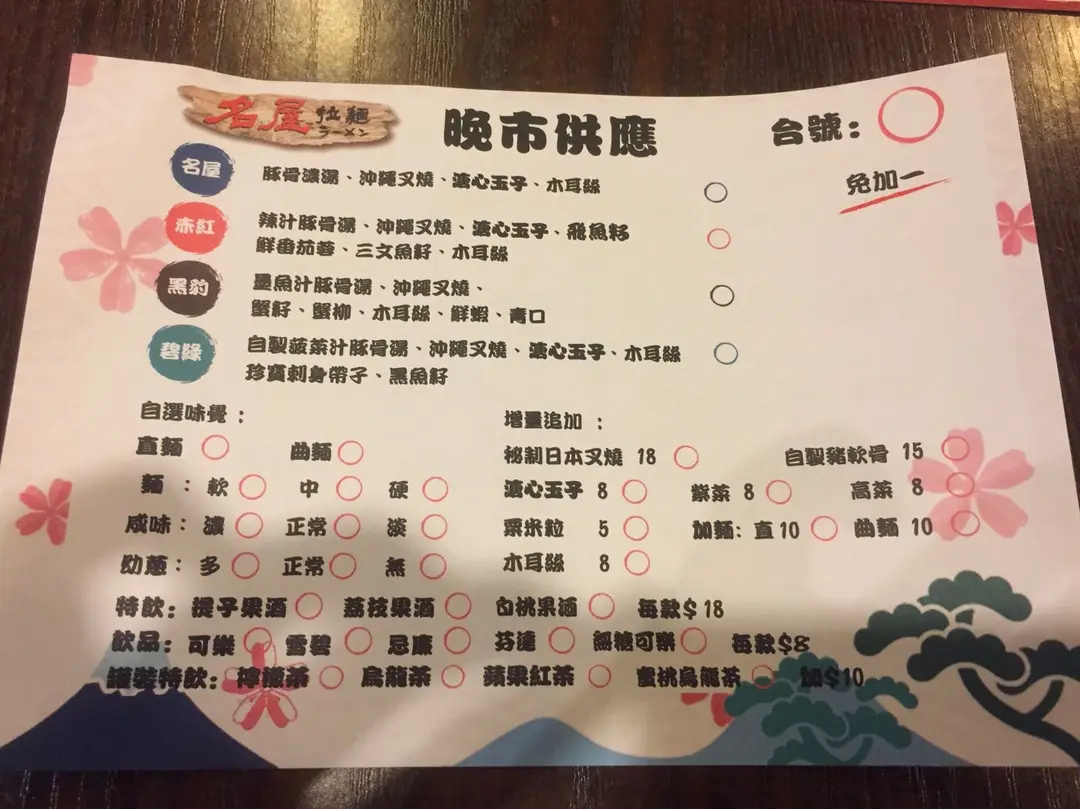 名屋 拉麵
ラーメン
晚市供應
台號：
免加一
名屋 豚骨濃湯、沖繩叉燒、溏心玉子、木耳絲
赤紅 辣汁豚骨湯、沖繩叉燒、溏心玉子、飛魚籽
鮮番茄蓉、三文魚籽、木耳絲
黑豹 墨魚汁豚骨湯、沖繩叉燒、
蟹籽、蟹柳、木耳絲、鮮蝦、青口
碧綠 自製菠菜汁豚骨湯、沖繩叉燒、溏心玉子、木耳絲
珍寶刺身帶子、黑魚籽
自選味覺：
直麵 曲麵
麵：軟 中 硬
咸味：濃 正常 淡
幼蔥：多 正常 無
增量追加：
祕制日本叉燒 18 自製豬軟骨 15
溏心玉子 8 紫菜 8 高菜 8
粟米粒 5 加麵：直 10 曲麵 10
木耳絲 8
特飲：提子果酒 荔枝果酒 白桃果酒 每款$18
飲品：可樂 雪碧 忌廉 芬達 無糖可樂 每款$8
罐裝特飲：檸檬茶 烏龍茶 蘋果紅茶 蜜桃烏龍茶 加$10